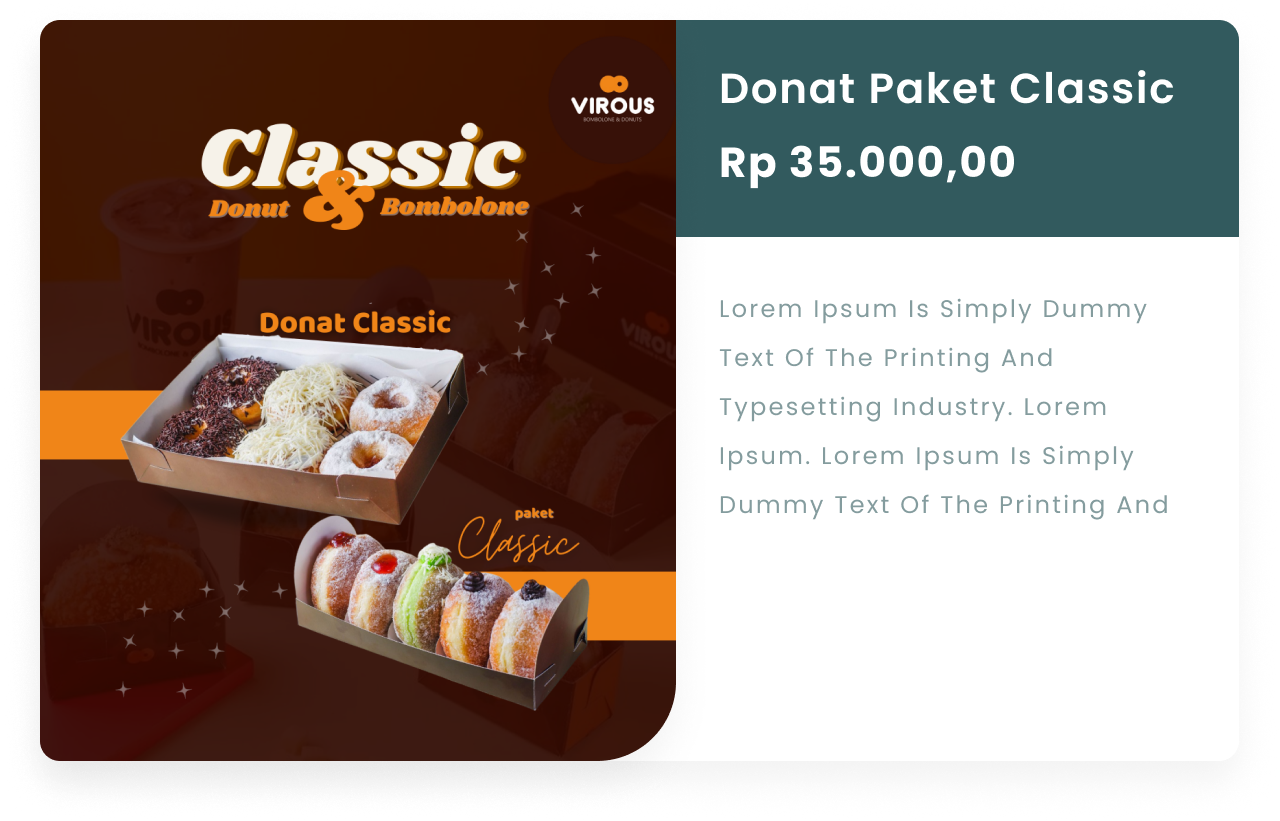 VIROUS
BOMBOLONE & DONUTS
Classic
Donut & Bombolone
Donat Classic
paket
Classic
Donat Paket Classic
Rp 35.000,00
Lorem Ipsum Is Simply Dummy
Text Of The Printing And
Typesetting Industry. Lorem
Ipsum. Lorem Ipsum Is Simply
Dummy Text Of The Printing And
VIROUS